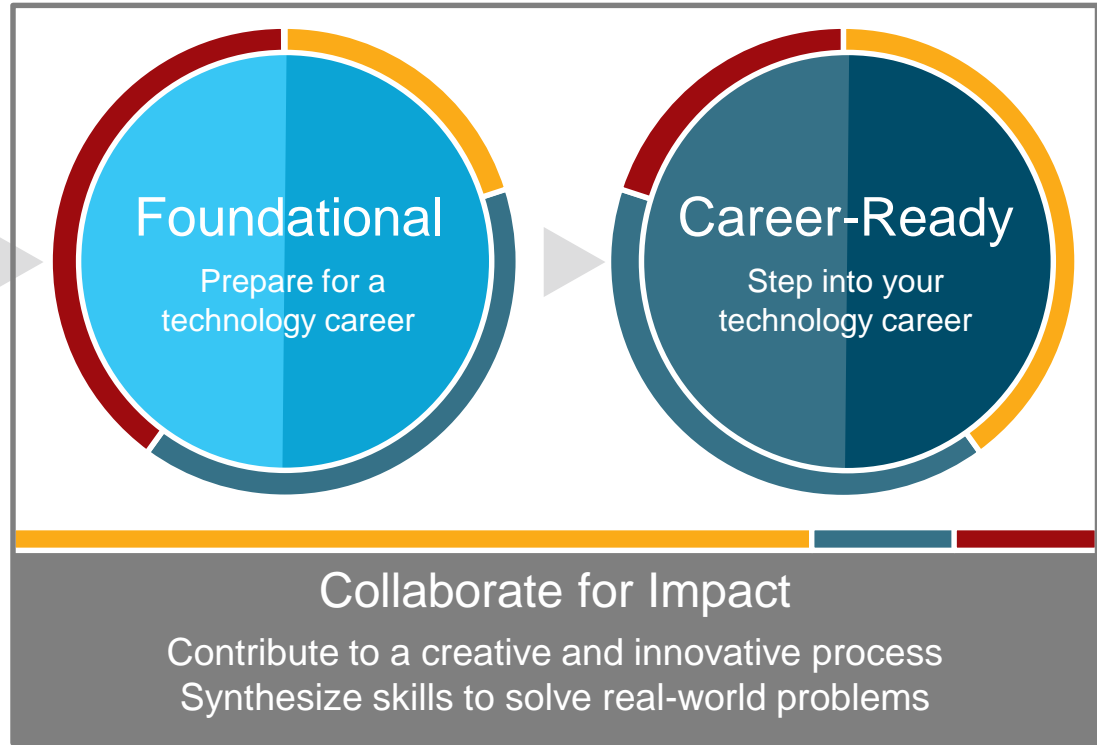 Foundational
Prepare for a
technology career
Career-Ready
Step into your
technology career
Collaborate for Impact
Contribute to a creative and innovative process
Synthesize skills to solve real-world problems